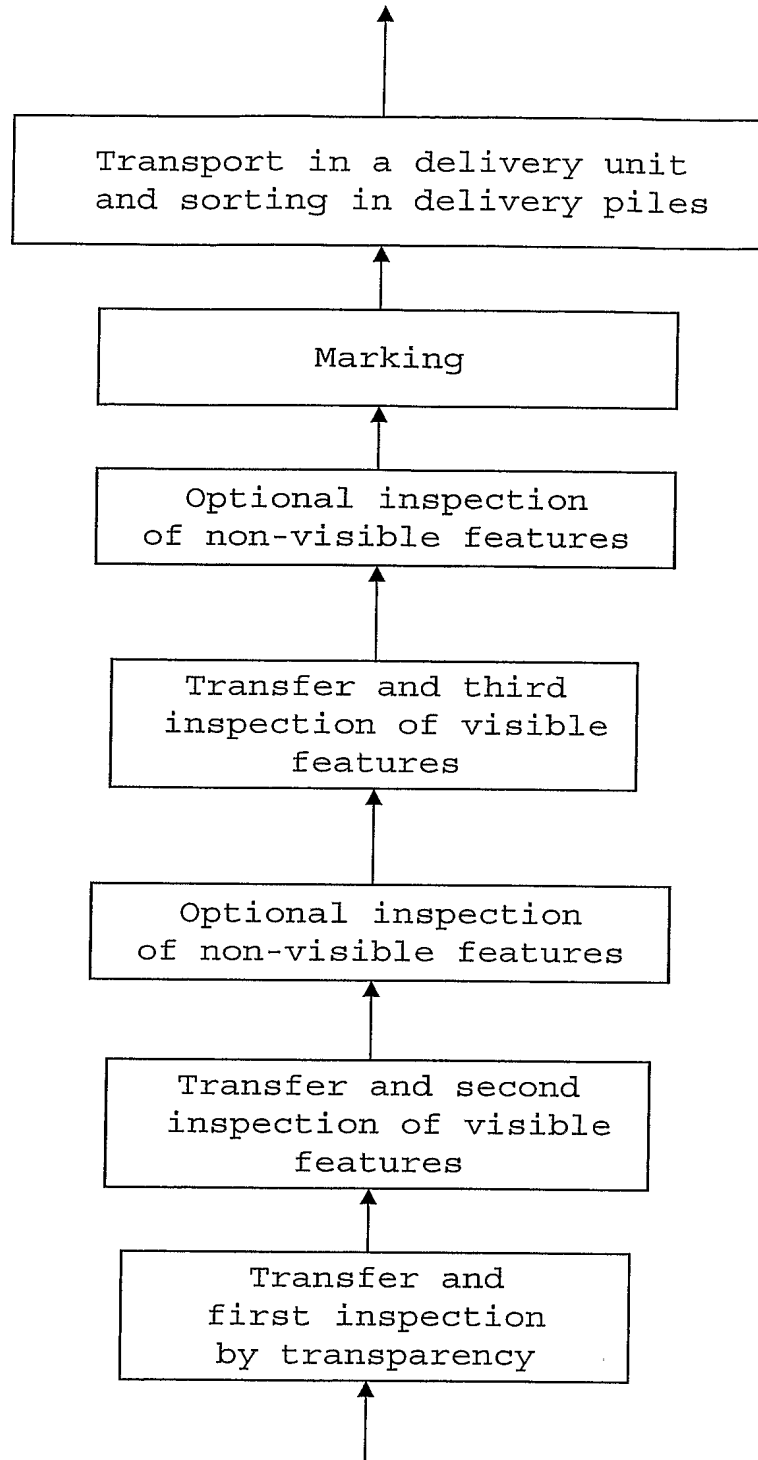 Transport in a delivery unit
and sorting in delivery piles
Marking
Optional inspection
of non-visible features
Transfer and third
inspection of visible
features
Optional inspection
of non-visible features
Transfer and second
inspection of visible
features
Transfer and
first inspection
by transparency